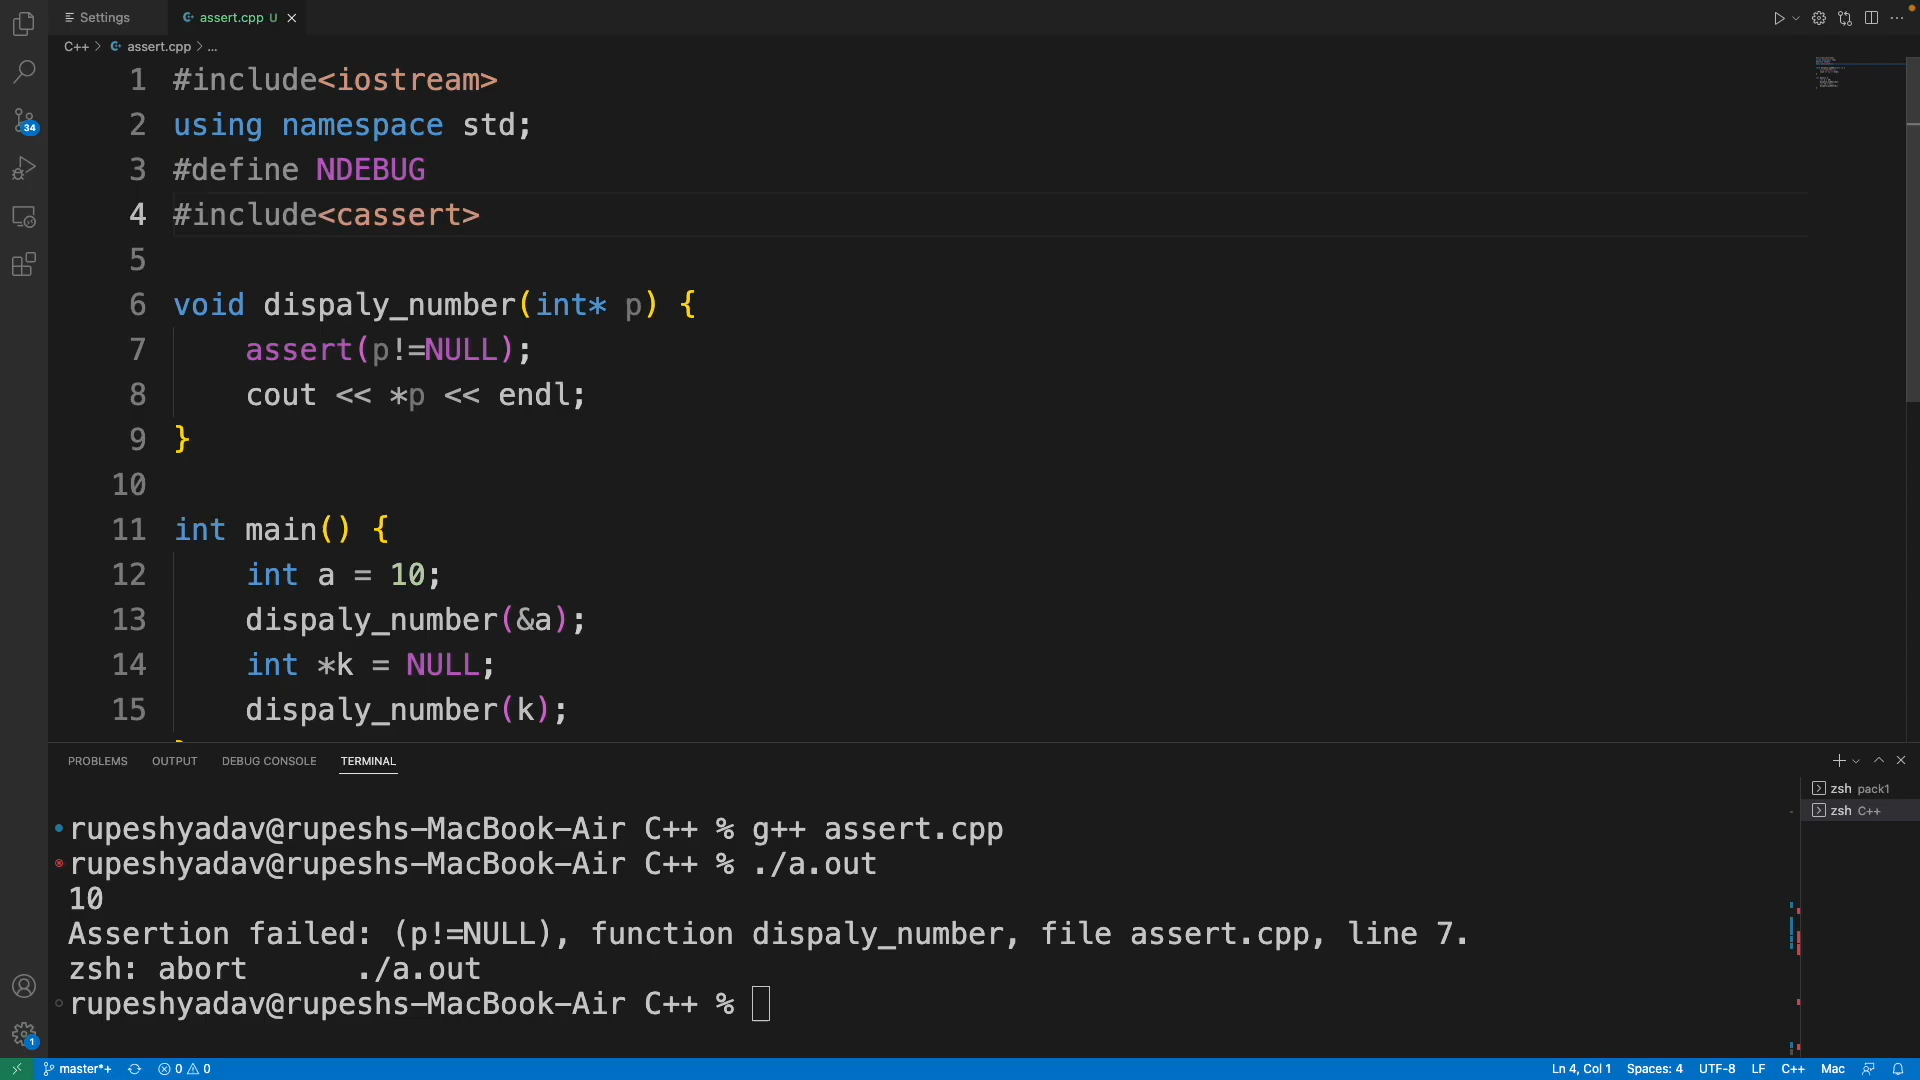 Settings
assert.cpp U
C++ > assert.cpp > ...
1 #include<iostream>
2 using namespace std;
3 #define NDEBUG
4 #include<cassert>
5
6 void dispaly_number(int* p) {
7 assert(p!=NULL);
8 cout << *p << endl;
9 }
10
11 int main() {
12 int a = 10;
13 dispaly_number(&a);
14 int *k = NULL;
15 dispaly_number(k);
34
PROBLEMS OUTPUT DEBUG CONSOLE TERMINAL
zsh pack1
zsh C++
rupeshyadav@rupeshs-MacBook-Air C++ % g++ assert.cpp
rupeshyadav@rupeshs-MacBook-Air C++ % ./a.out
10
Assertion failed: (p!=NULL), function dispaly_number, file assert.cpp, line 7.
zsh: abort ./a.out
rupeshyadav@rupeshs-MacBook-Air C++ %
1
master*+ 0 0 Ln 4, Col 1 Spaces: 4 UTF-8 LF C++ Mac